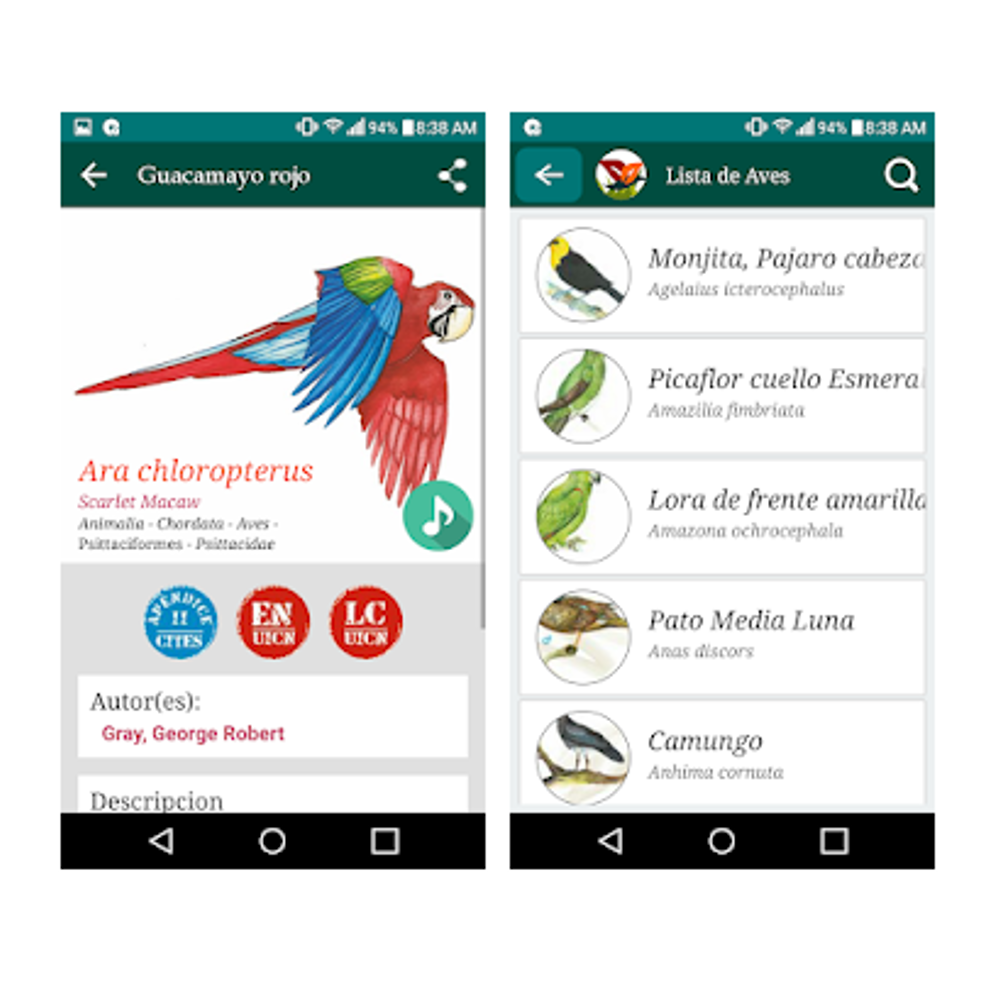 94% 8:38 AM
Guacamayo rojo
Ara chloropterus
Scarlet Macaw
Animalia - Chordata - Aves -
Psittaciformes - Psittacidae
APÉNDICE
II
CITES
EN
UICN
LC
UICN
Autor(es):
Gray, George Robert
Descripcion
94% 8:38 AM
Lista de Aves
Monjita, Pajaro cabeza
Agelaius icterocephalus
Picaflor cuello Esmeral
Amazilia fimbriata
Lora de frente amarilla
Amazona ochrocephala
Pato Media Luna
Anas discors
Camungo
Anhima cornuta